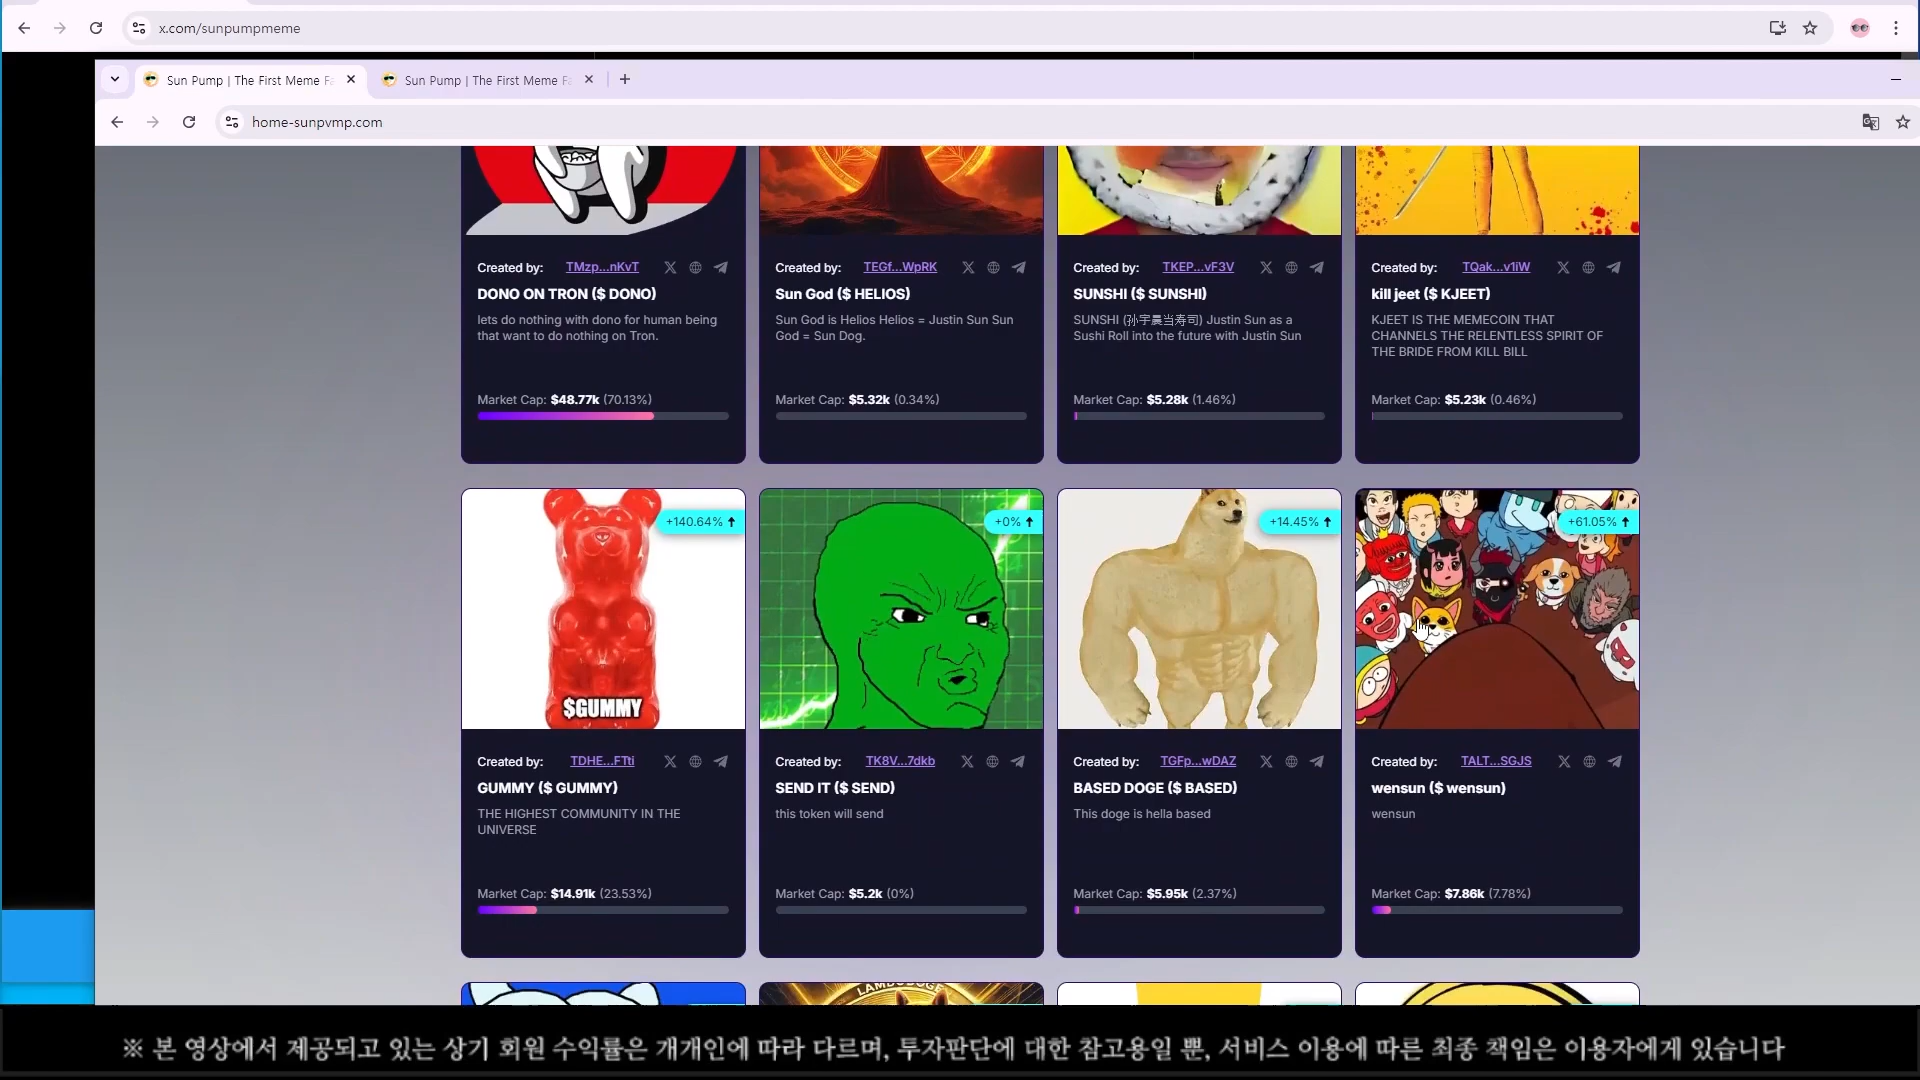 x.com/sunpumpmeme
Sun Pump | The First Meme Fa
Sun Pump | The First Meme F
home-sunpvmp.com
Created by: TMzp...nKvT
DONO ON TRON ($ DONO)
lets do nothing with dono for human being
that want to do nothing on Tron.
Market Cap: $48.77k (70.13%)
Created by: TEGf...WpRK
Sun God ($ HELIOS)
Sun God is Helios Helios = Justin Sun Sun
God = Sun Dog.
Market Cap: $5.32k (0.34%)
Created by: TKEP...vF3V
SUNSHI ($ SUNSHI)
SUNSHI (孙宇晨当寿司) Justin Sun as a
Sushi Roll into the future with Justin Sun
Market Cap: $5.28k (1.46%)
Created by: TQak...v1iW
kill jeet ($ KJEET)
KJEET IS THE MEMECOIN THAT
CHANNELS THE RELENTLESS SPIRIT OF
THE BRIDE FROM KILL BILL
Market Cap: $5.23k (0.46%)
+140.64%
$GUMMY
Created by: TDHE...FTti
GUMMY ($ GUMMY)
THE HIGHEST COMMUNITY IN THE
UNIVERSE
Market Cap: $14.91k (23.53%)
+0%
Created by: TK8V...7dkb
SEND IT ($ SEND)
this token will send
Market Cap: $5.2k (0%)
+14.45%
Created by: TGFp...wDAZ
BASED DOGE ($ BASED)
This doge is hella based
Market Cap: $5.95k (2.37%)
+61.05%
Created by: TALT...SGJS
wensun ($ wensun)
wensun
Market Cap: $7.86k (7.78%)
※ 본 영상에서 제공되고 있는 상기 회원 수익률은 개개인에 따라 다르며, 투자판단에 대한 참고용일 뿐, 서비스 이용에 따른 최종 책임은 이용자에게 있습니다